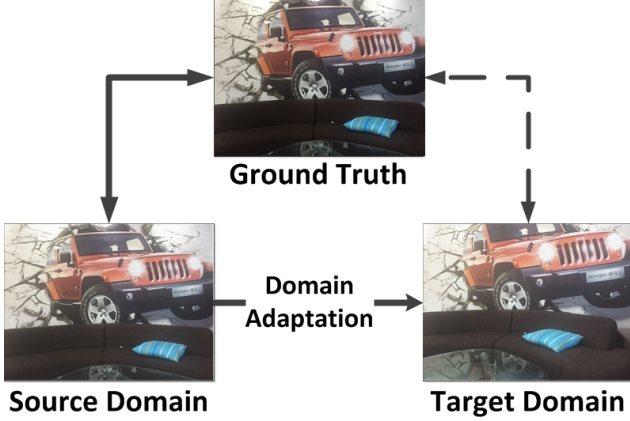 Ground Truth
Domain
Adaptation
Source Domain
Target Domain